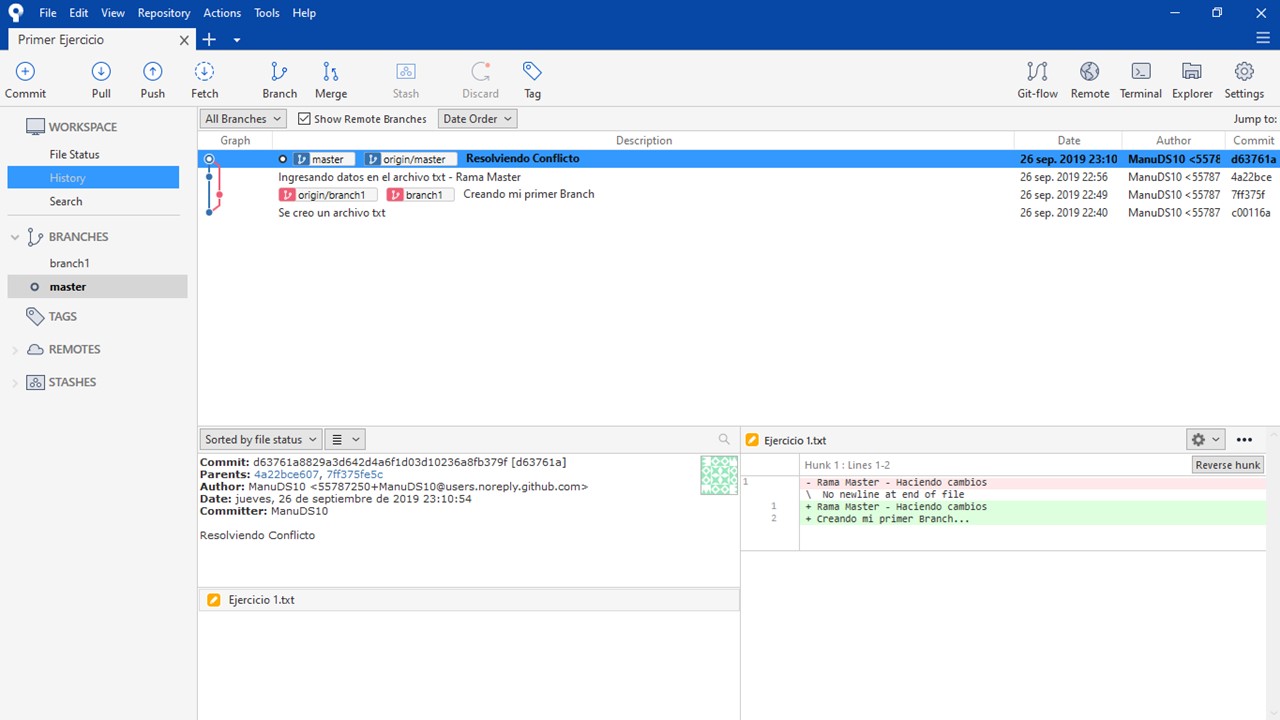 File Edit View Repository Actions Tools Help
Primer Ejercicio
Commit Pull Push Fetch Branch Merge Stash Discard Tag Git-flow Remote Terminal Explorer Settings
WORKSPACE
File Status
History
Search
BRANCHES
branch1
master
TAGS
REMOTES
STASHES
All Branches Show Remote Branches Date Order Jump to:
Graph Description Date Author Commit
master origin/master Resolviendo Conflicto 26 sep. 2019 23:10 ManuDS10 <5578 d63761a
Ingresando datos en el archivo txt - Rama Master 26 sep. 2019 22:56 ManuDS10 <55787 4a22bce
origin/branch1 branch1 Creando mi primer Branch 26 sep. 2019 22:49 ManuDS10 <55787 7ff375f
Se creo un archivo txt 26 sep. 2019 22:40 ManuDS10 <55787 c00116a
Sorted by file status
Commit: d63761a8829a3d642d4a6f1d03d10236a8fb379f [d63761a]
Parents: 4a22bce607, 7ff375fe5c
Author: ManuDS10 <55787250+ManuDS10@users.noreply.github.com>
Date: jueves, 26 de septiembre de 2019 23:10:54
Committer: ManuDS10
Resolviendo Conflicto
Ejercicio 1.txt
Ejercicio 1.txt
Hunk 1 : Lines 1-2 Reverse hunk
1 - Rama Master - Haciendo cambios
\ No newline at end of file
1 + Rama Master - Haciendo cambios
2 + Creando mi primer Branch...